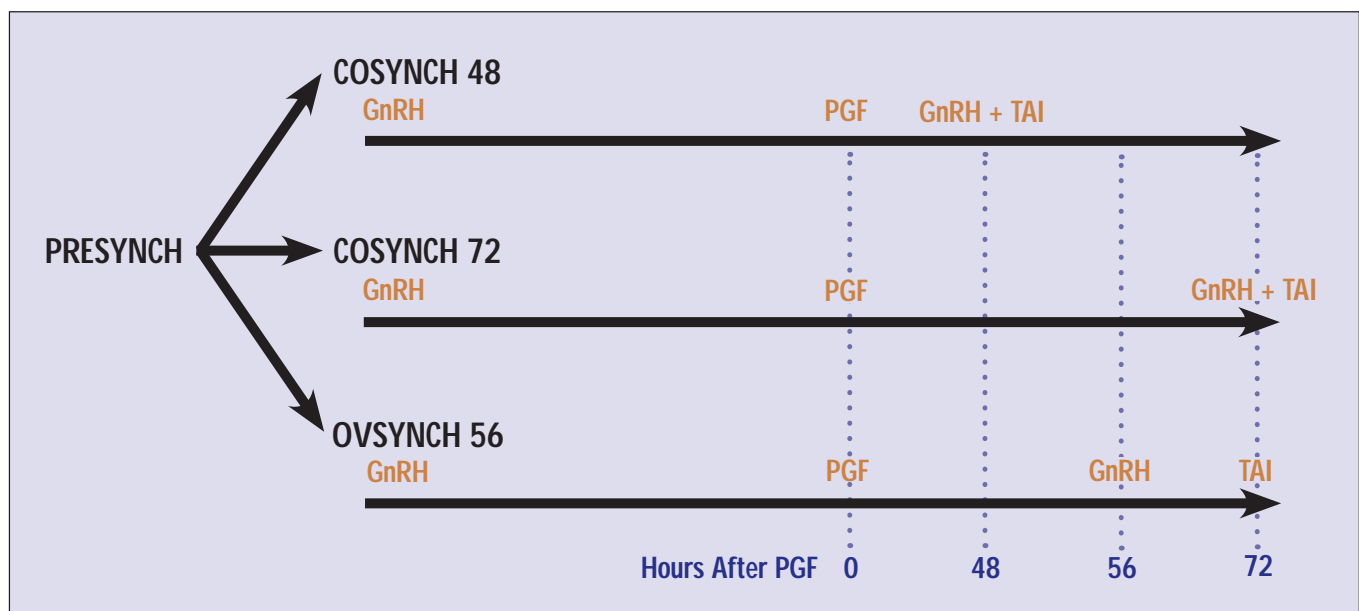 COSYNCH 48
GnRH PGF GnRH + TAI
PRESYNCH COSYNCH 72
GnRH PGF GnRH + TAI
OVSYNCH 56
GnRH PGF GnRH TAI
Hours After PGF 0 48 56 72